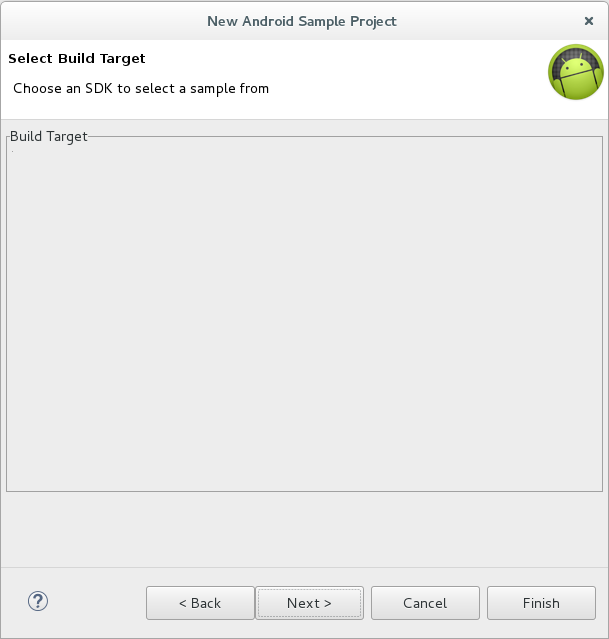 New Android Sample Project
Select Build Target
Choose an SDK to select a sample from
Build Target
< Back
Next >
Cancel
Finish